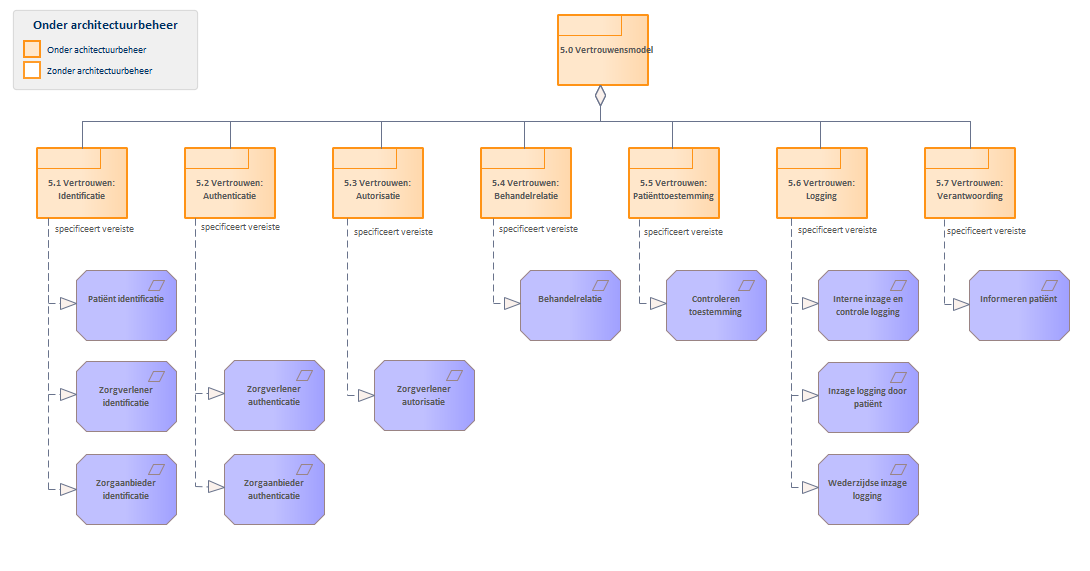 Onder architectuurbeheer
Onder achitectuurbeheer
Zonder architectuurbeheer
5.0 Vertrouwensmodel
5.1 Vertrouwen:
Identificatie
5.2 Vertrouwen:
Authenticatie
5.3 Vertrouwen:
Autorisatie
5.4 Vertrouwen:
Behandelrelatie
5.5 Vertrouwen:
Patiënttoestemming
5.6 Vertrouwen:
Logging
5.7 Vertrouwen:
Verantwoording
specificeert vereiste
specificeert vereiste
specificeert vereiste
specificeert vereiste
specificeert vereiste
specificeert vereiste
specificeert vereiste
Patiënt identificatie
Behandelrelatie
Controleren
toestemming
Interne inzage en
controle logging
Informeren patiënt
Zorgverlener
identificatie
Zorgverlener
authenticatie
Zorgverlener
autorisatie
Inzage logging door
patiënt
Zorgaanbieder
identificatie
Zorgaanbieder
authenticatie
Wederzijdse inzage
logging